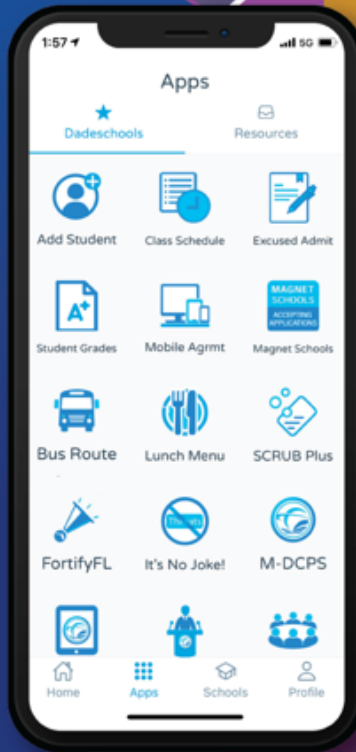 1:57
5G
Apps
Dadeschools
Resources
Add Student
Class Schedule
Excused Admit
A+
MAGNET
SCHOOLS
ACCEPTING
APPLICATIONS
Student Grades
Mobile Agrmt
Magnet Schools
Bus Route
Lunch Menu
SCRUB Plus
Threats
FortifyFL
It's No Joke!
M-DCPS
Home
Apps
Schools
Profile